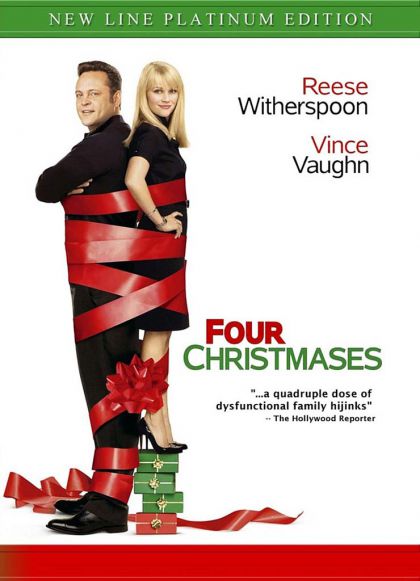 NEW LINE PLATINUM EDITION
Reese
Witherspoon
Vince
Vaughn
FOUR
CHRISTMASES
"...a quadruple dose of
dysfunctional family hijinks"
-- The Hollywood Reporter